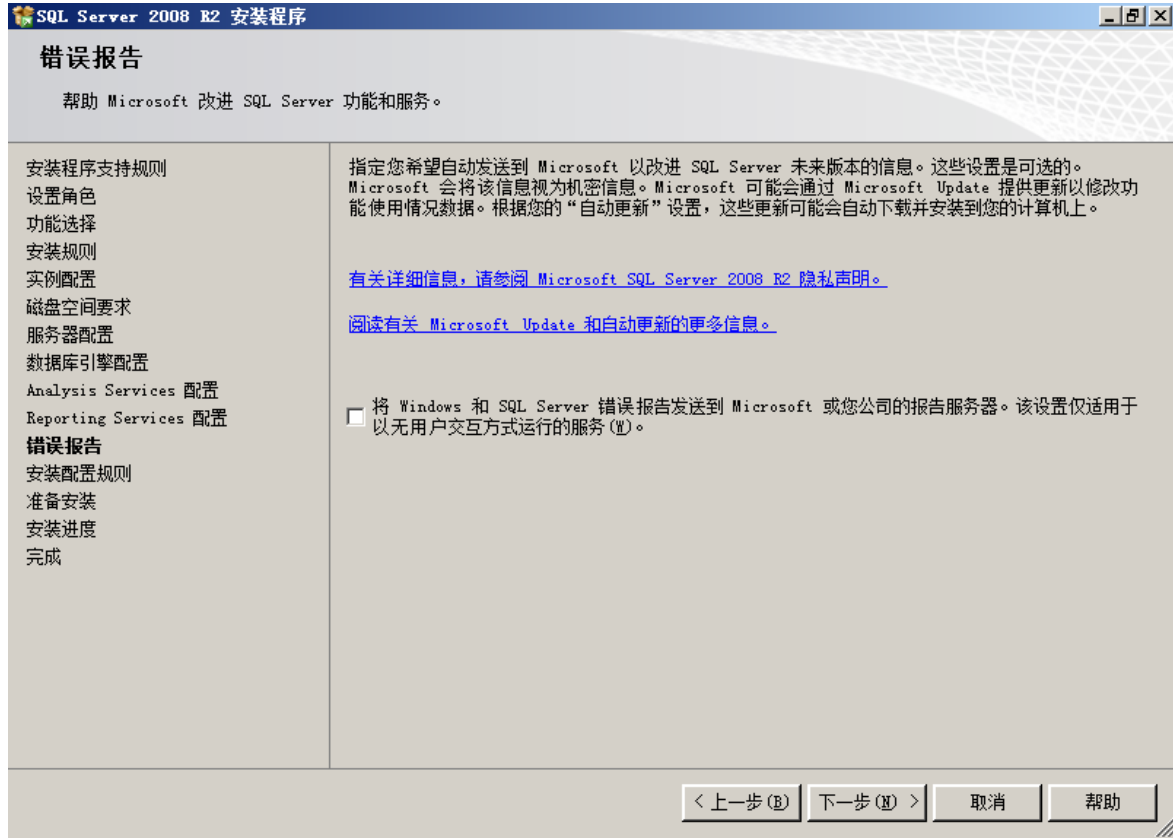 SQL Server 2008 R2 安装程序
错误报告
帮助 Microsoft 改进 SQL Server 功能和服务。
安装程序支持规则
设置角色
功能选择
安装规则
实例配置
磁盘空间要求
服务器配置
数据库引擎配置
Analysis Services 配置
Reporting Services 配置
错误报告
安装配置规则
准备安装
安装进度
完成
指定您希望自动发送到 Microsoft 以改进 SQL Server 未来版本的信息。这些设置是可选的。
Microsoft 会将该信息视为机密信息。Microsoft 可能会通过 Microsoft Update 提供更新以修改功
能使用情况数据。根据您的“自动更新”设置，这些更新可能会自动下载并安装到您的计算机上。
有关详细信息，请参阅 Microsoft SQL Server 2008 R2 隐私声明。
阅读有关 Microsoft Update 和自动更新的更多信息。
将 Windows 和 SQL Server 错误报告发送到 Microsoft 或您公司的报告服务器。该设置仅适用于
以无用户交互方式运行的服务(W)。
< 上一步(B) 下一步(N) > 取消 帮助